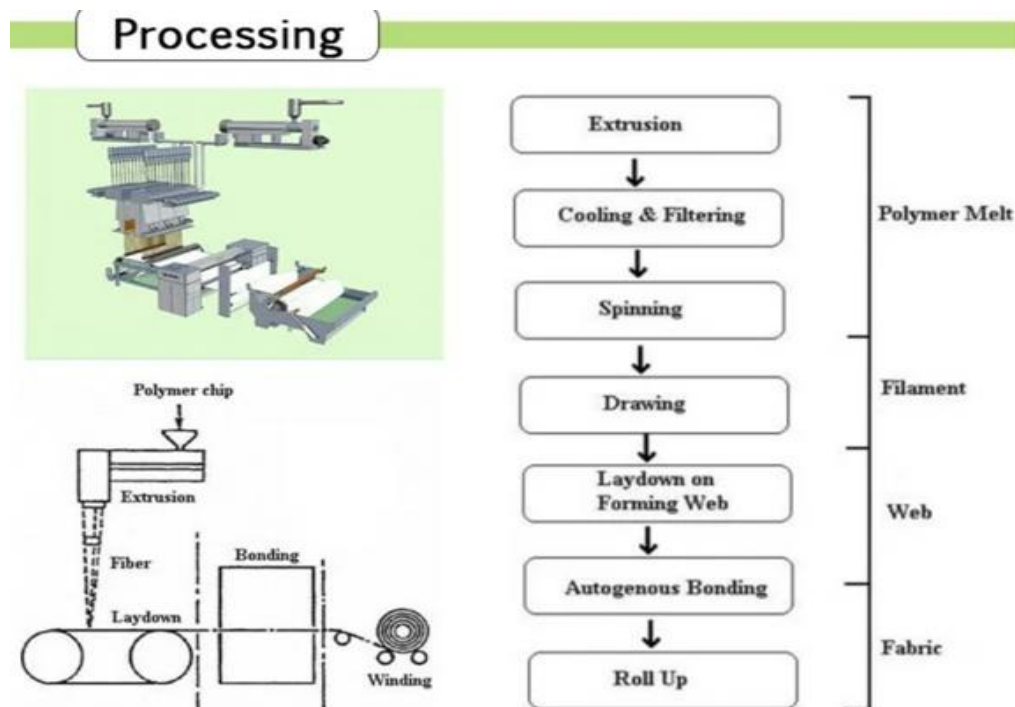 Processing
Polymer chip
Extrusion
Fiber
Laydown
Bonding
Winding
Extrusion
Cooling & Filtering
Spinning
Drawing
Laydown on
Forming Web
Autogenous Bonding
Roll Up
Polymer Melt
Filament
Web
Fabric